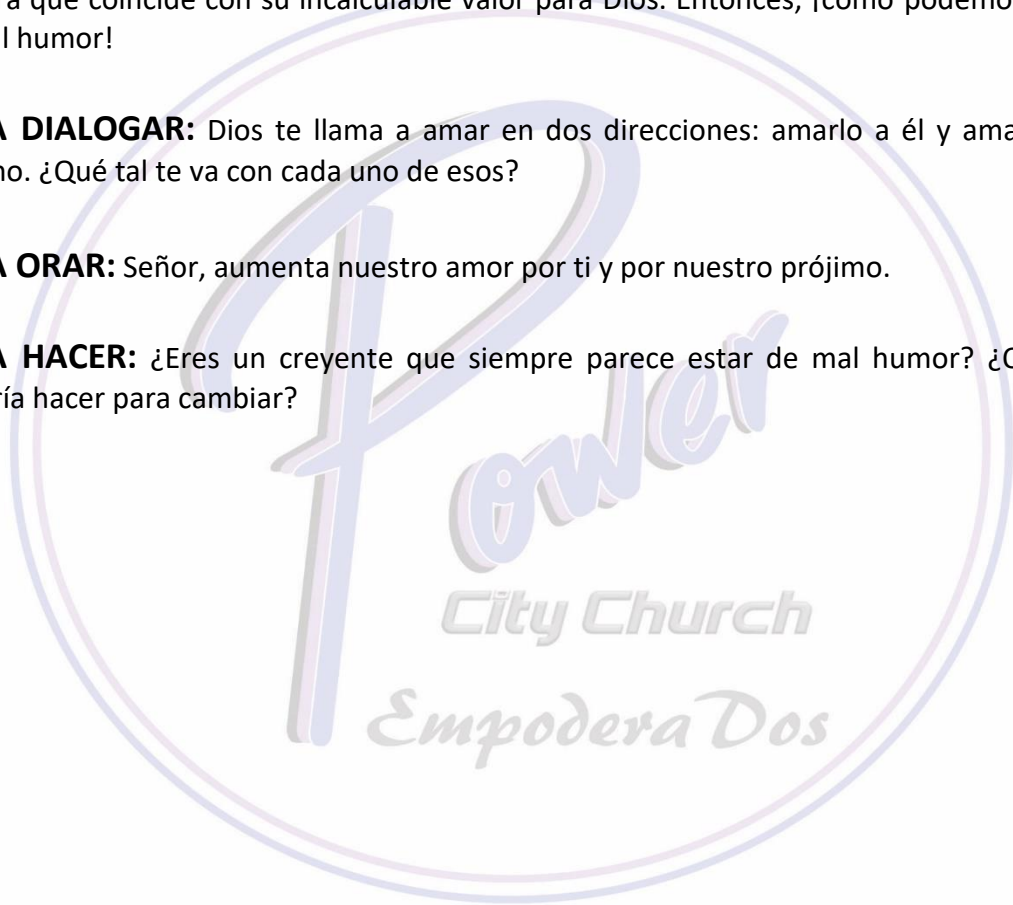 a que coincide con su incalculable valor para Dios. Entonces, ¡cómo podemo
l humor!
A DIALOGAR: Dios te llama a amar en dos direcciones: amarlo a él y ama
no. ¿Qué tal te va con cada uno de esos?
A ORAR: Señor, aumenta nuestro amor por ti y por nuestro prójimo.
A HACER: ¿Eres un creyente que siempre parece estar de mal humor? ¿
ría hacer para cambiar?
Power
City Church
EmpoderaDos